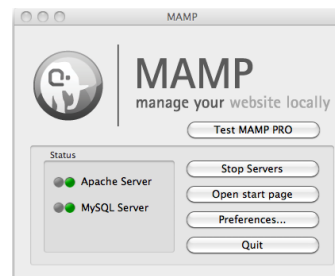 MAMP
MAMP
manage your website locally
Test MAMP PRO
Status
Apache Server
MySQL Server
Stop Servers
Open start page
Preferences...
Quit